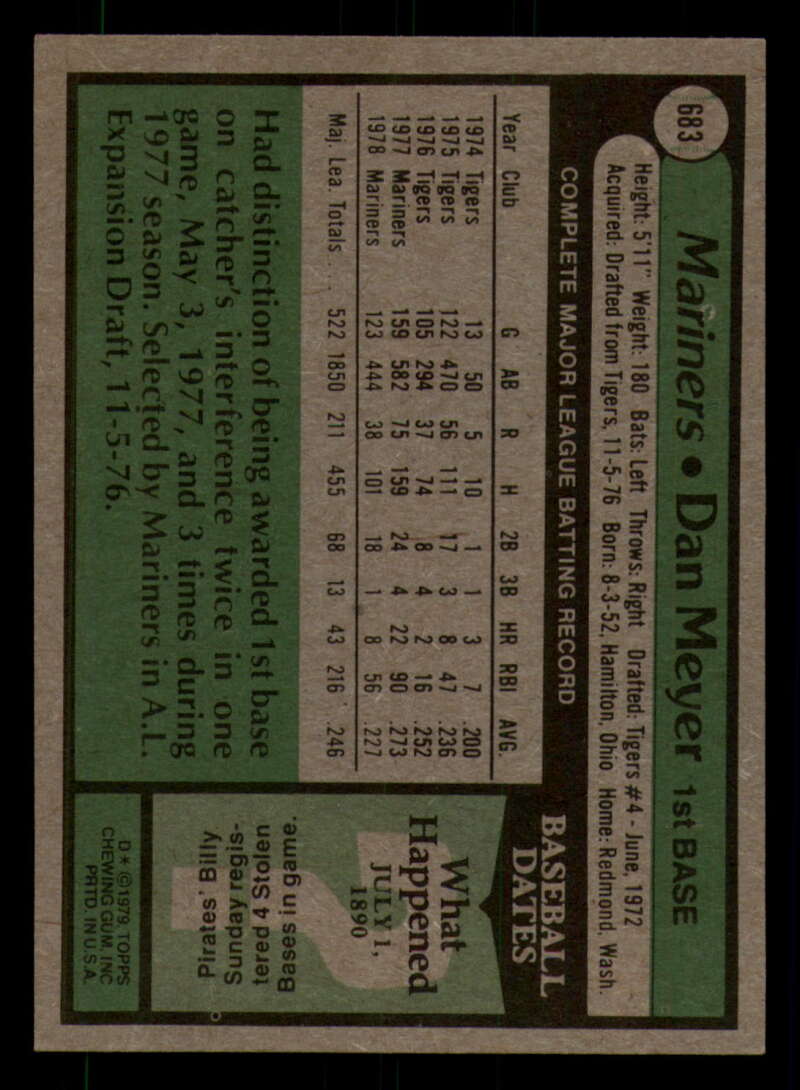 683
Mariners • Dan Meyer 1st BASE
Height: 5'11" Weight: 180 Bats: Left Throws: Right Drafted: Tigers #4 - June, 1972
Acquired: Drafted from Tigers, 11-5-76 Born: 8-3-52, Hamilton, Ohio Home: Redmond, Wash.
COMPLETE MAJOR LEAGUE BATTING RECORD
Year Club G AB R H 2B 3B HR RBI AVG.
1974 Tigers 13 50 5 10 1 1 3 7 .200
1975 Tigers 122 470 56 111 17 3 8 47 .236
1976 Tigers 105 294 37 74 8 4 2 16 .252
1977 Mariners 159 582 75 159 24 4 22 90 .273
1978 Mariners 123 444 38 101 18 1 8 56 .227
Maj. Lea. Totals . . . 522 1850 211 455 68 13 43 216 .246
Had distinction of being awarded 1st base
on catcher's interference twice in one
game, May 3, 1977, and 3 times during
1977 season. Selected by Mariners in A.L.
Expansion Draft, 11-5-76.
BASEBALL
DATES
What
Happened
JULY 1,
1890
Pirates' Billy
Sunday regis-
tered 4 Stolen
Bases in game.
D * © 1979 TOPPS
CHEWING GUM, INC
PRTD. IN U.S.A.